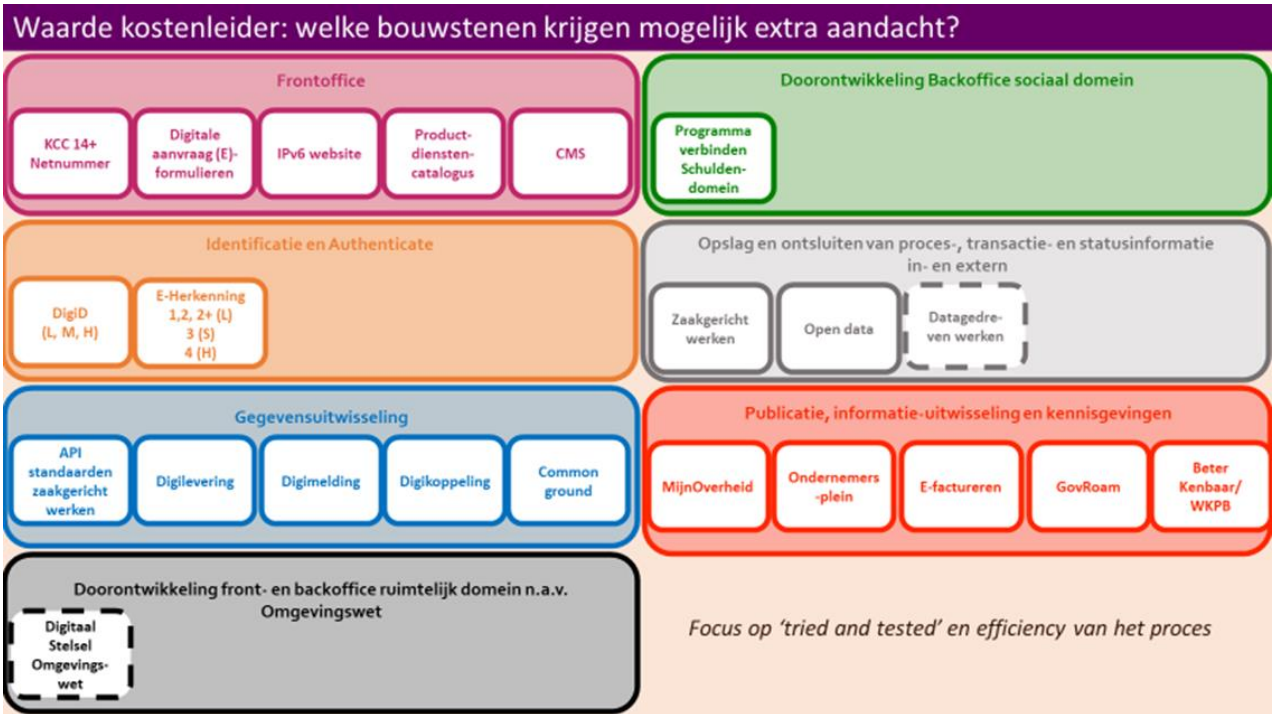 Waarde kostenleider: welke bouwstenen krijgen mogelijk extra aandacht?
Frontoffice
KCC 14+
Netnummer
Digitale
aanvraag (E)-
formulieren
IPv6 website
Product-
diensten-
catalogus
CMS
Doorontwikkeling Backoffice sociaal domein
Programma
verbinden
Schulden-
domein
Identificatie en Authenticate
DigiD
(L, M, H)
E-Herkenning
1,2, 2+ (L)
3 (S)
4 (H)
Opslag en ontsluiten van proces-, transactie- en statusinformatie
in- en extern
Zaakgericht
werken
Open data
Datagedre-
ven werken
Gegevensuitwisseling
API
standaarden
zaakgericht
werken
Digilevering
Digimelding
Digikoppeling
Common
ground
Publicatie, informatie-uitwisseling en kennisgevingen
MijnOverheid
Ondernemers
-plein
E-factureren
GovRoam
Beter
Kenbaar/
WKPB
Doorontwikkeling front- en backoffice ruimtelijk domein n.a.v.
Omgevingswet
Digitaal
Stelsel
Omgevings-
wet
Focus op ‘tried and tested’ en efficiency van het proces